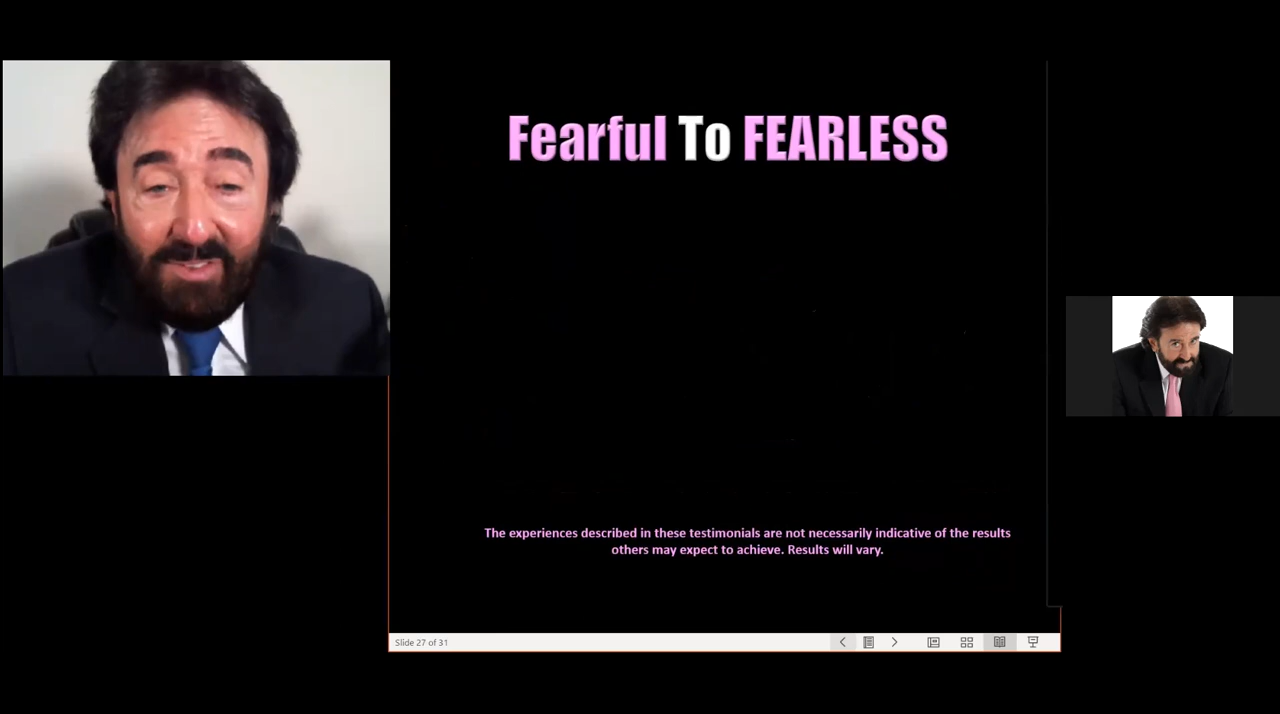 Fearful To FEARLESS
The experiences described in these testimonials are not necessarily indicative of the results
others may expect to achieve. Results will vary.
Slide 27 of 31